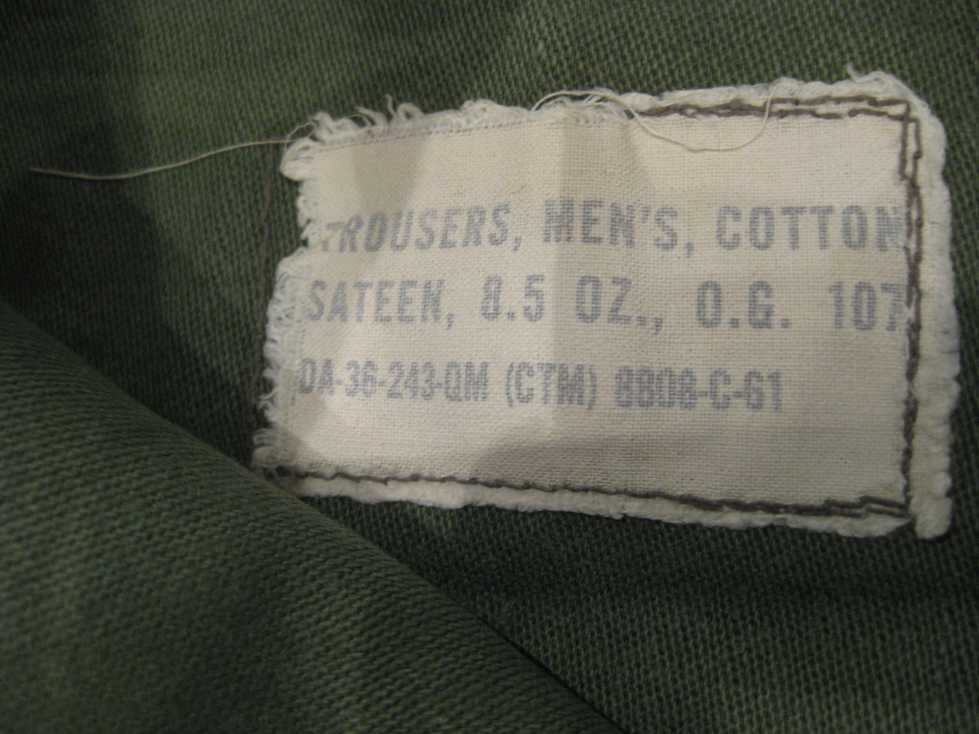 TROUSERS, MEN'S, COTTON
SATEEN, 8.5 OZ., O.G. 107
DA-36-243-QM (CTM) 8808-C-61